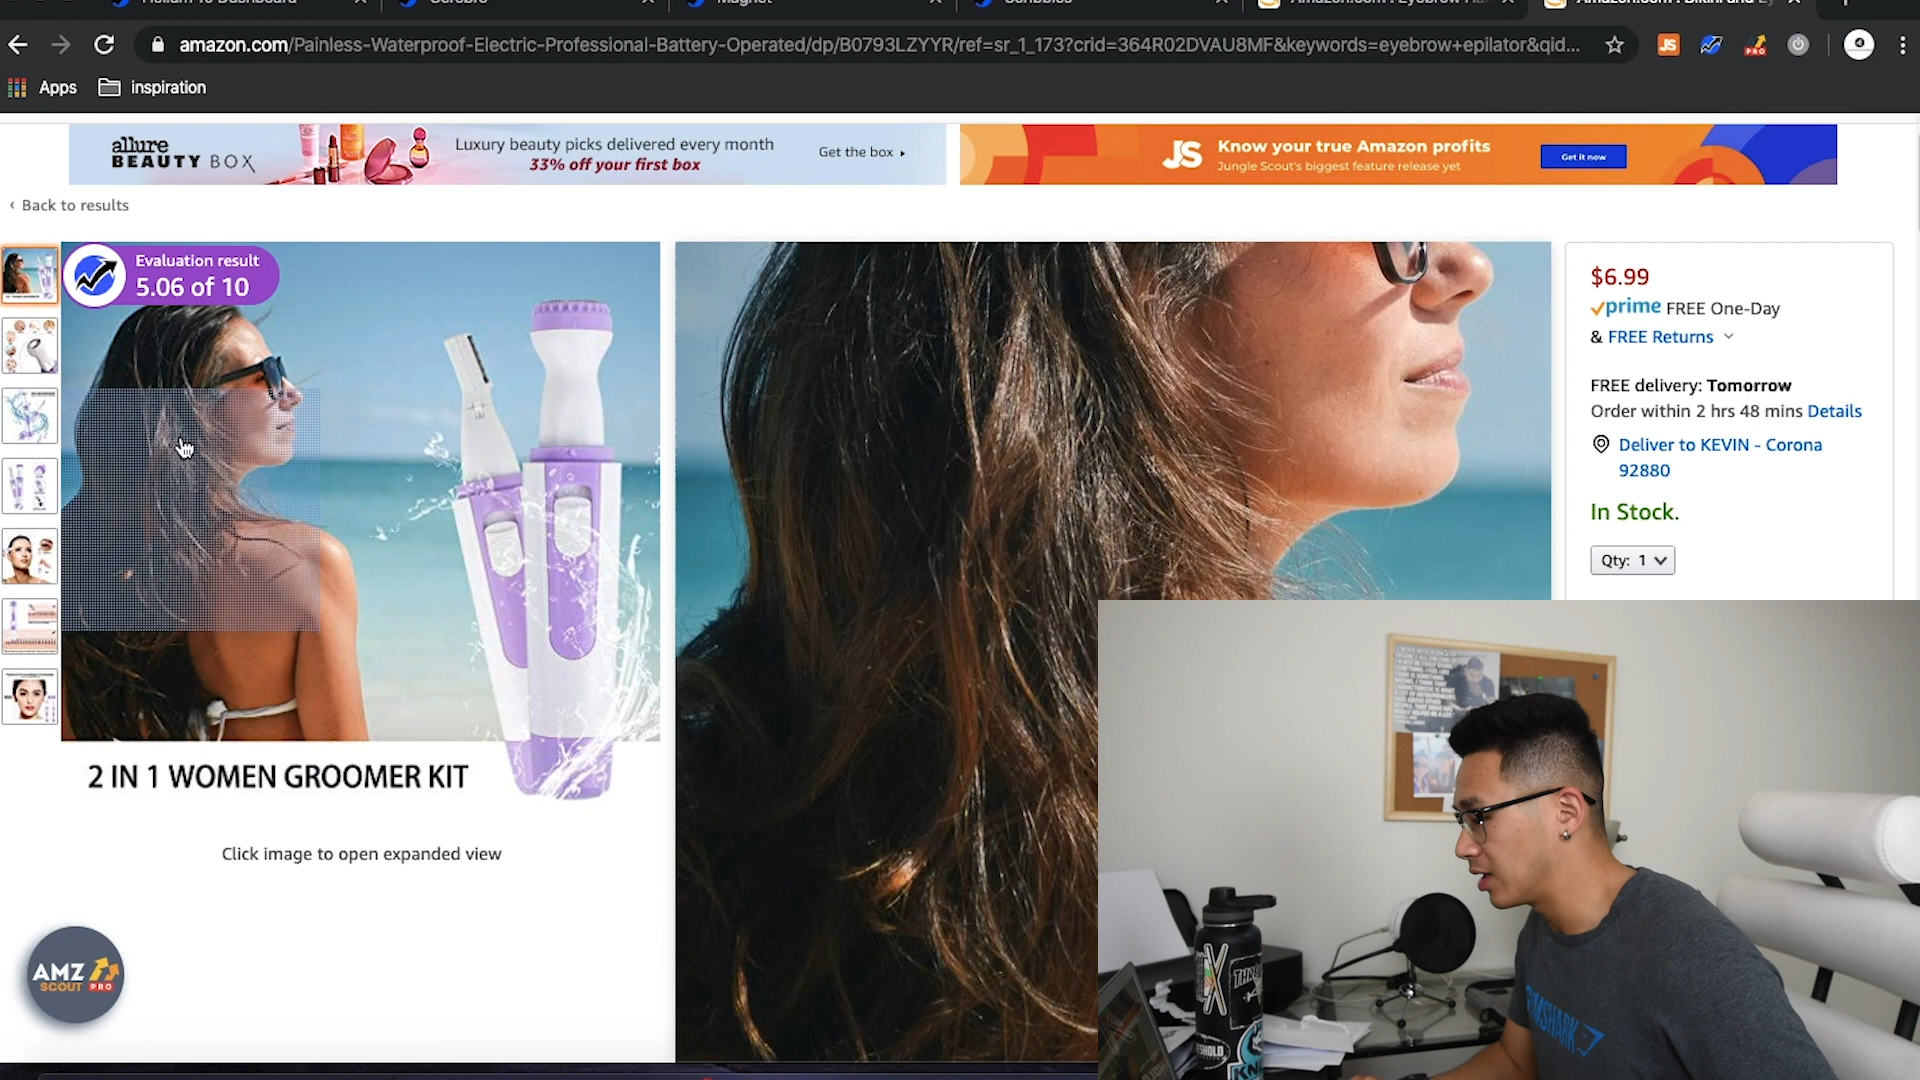 amazon.com/Painless-Waterproof-Electric-Professional-Battery-Operated/dp/B0793LZYYR/ref=sr_1_173?crid=364R02DVAU8MF&keywords=eyebrow+epilator&qid...
JS
PRO
Apps
inspiration
allure
BEAUTY BOX
Luxury beauty picks delivered every month
33% off your first box
Get the box
JS
Know your true Amazon profits
Jungle Scout's biggest feature release yet
Get it now
Back to results
Evaluation result
5.06 of 10
2 IN 1 WOMEN GROOMER KIT
Click image to open expanded view
AMZ
SCOUT PRO
$6.99
prime FREE One-Day
& FREE Returns
FREE delivery: Tomorrow
Order within 2 hrs 48 mins Details
Deliver to KEVIN - Corona
92880
In Stock.
Qty: 1
GYMSHARK